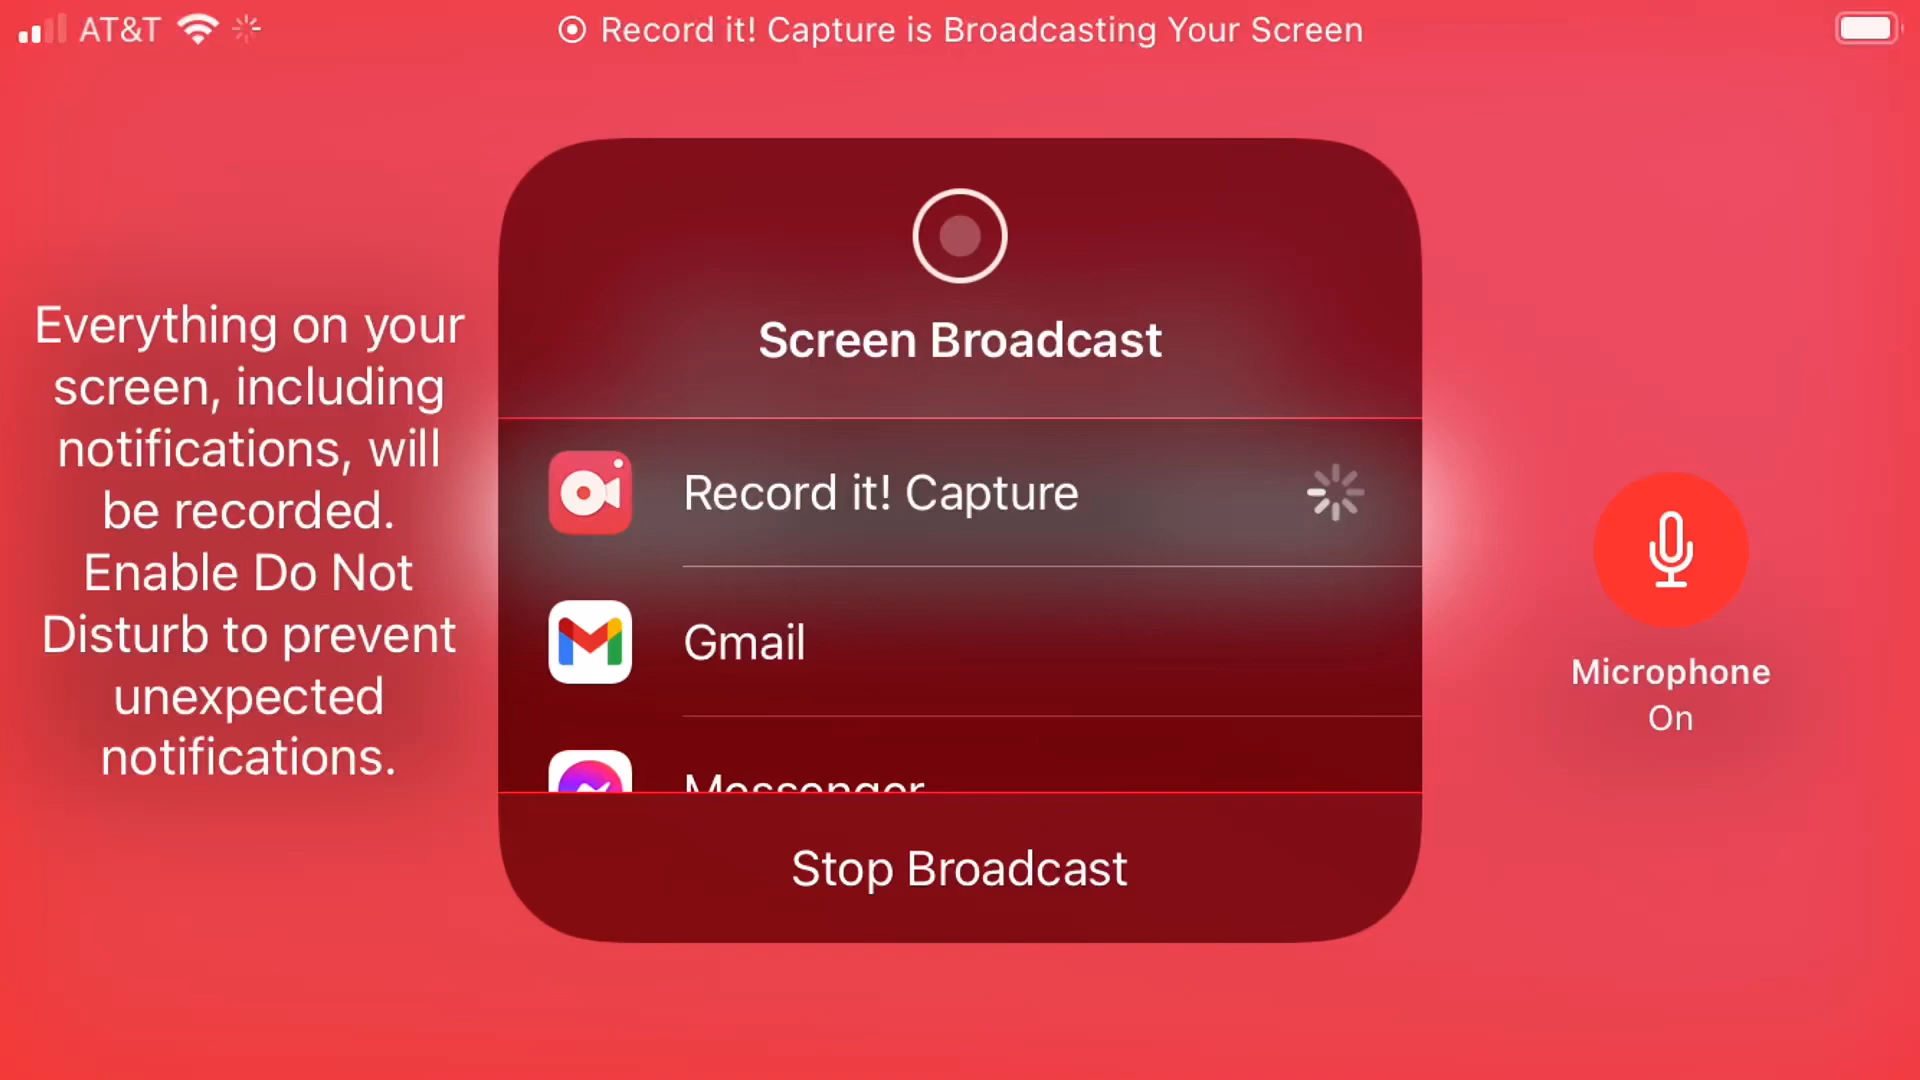 AT&T
Record it! Capture is Broadcasting Your Screen
Everything on your
screen, including
notifications, will
be recorded.
Enable Do Not
Disturb to prevent
unexpected
notifications.
Screen Broadcast
Record it! Capture
Gmail
Messenger
Stop Broadcast
Microphone
On